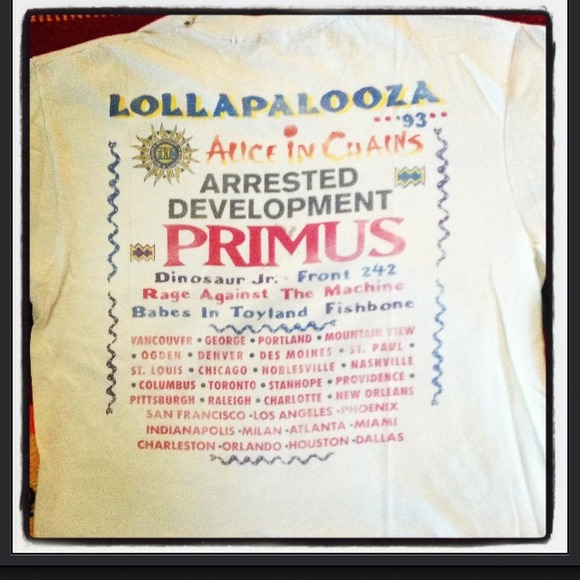 LOLLAPALOOZA
'93
ALICE IN CHAINS
ARRESTED
DEVELOPMENT
PRIMUS
Dinosaur Jr. · Front 242
Rage Against The Machine
Babes In Toyland Fishbone
VANCOUVER • GEORGE • PORTLAND • MOUNTAIN VIEW
• OGDEN • DENVER • DES MOINES • ST. PAUL •
ST. LOUIS • CHICAGO • NOBLESVILLE • NASHVILLE
• COLUMBUS • TORONTO • STANHOPE • PROVIDENCE •
PITTSBURGH • RALEIGH • CHARLOTTE • NEW ORLEANS
SAN FRANCISCO •LOS ANGELES •PHOENIX
INDIANAPOLIS •MILAN •ATLANTA •MIAMI
CHARLESTON •ORLANDO •HOUSTON •DALLAS